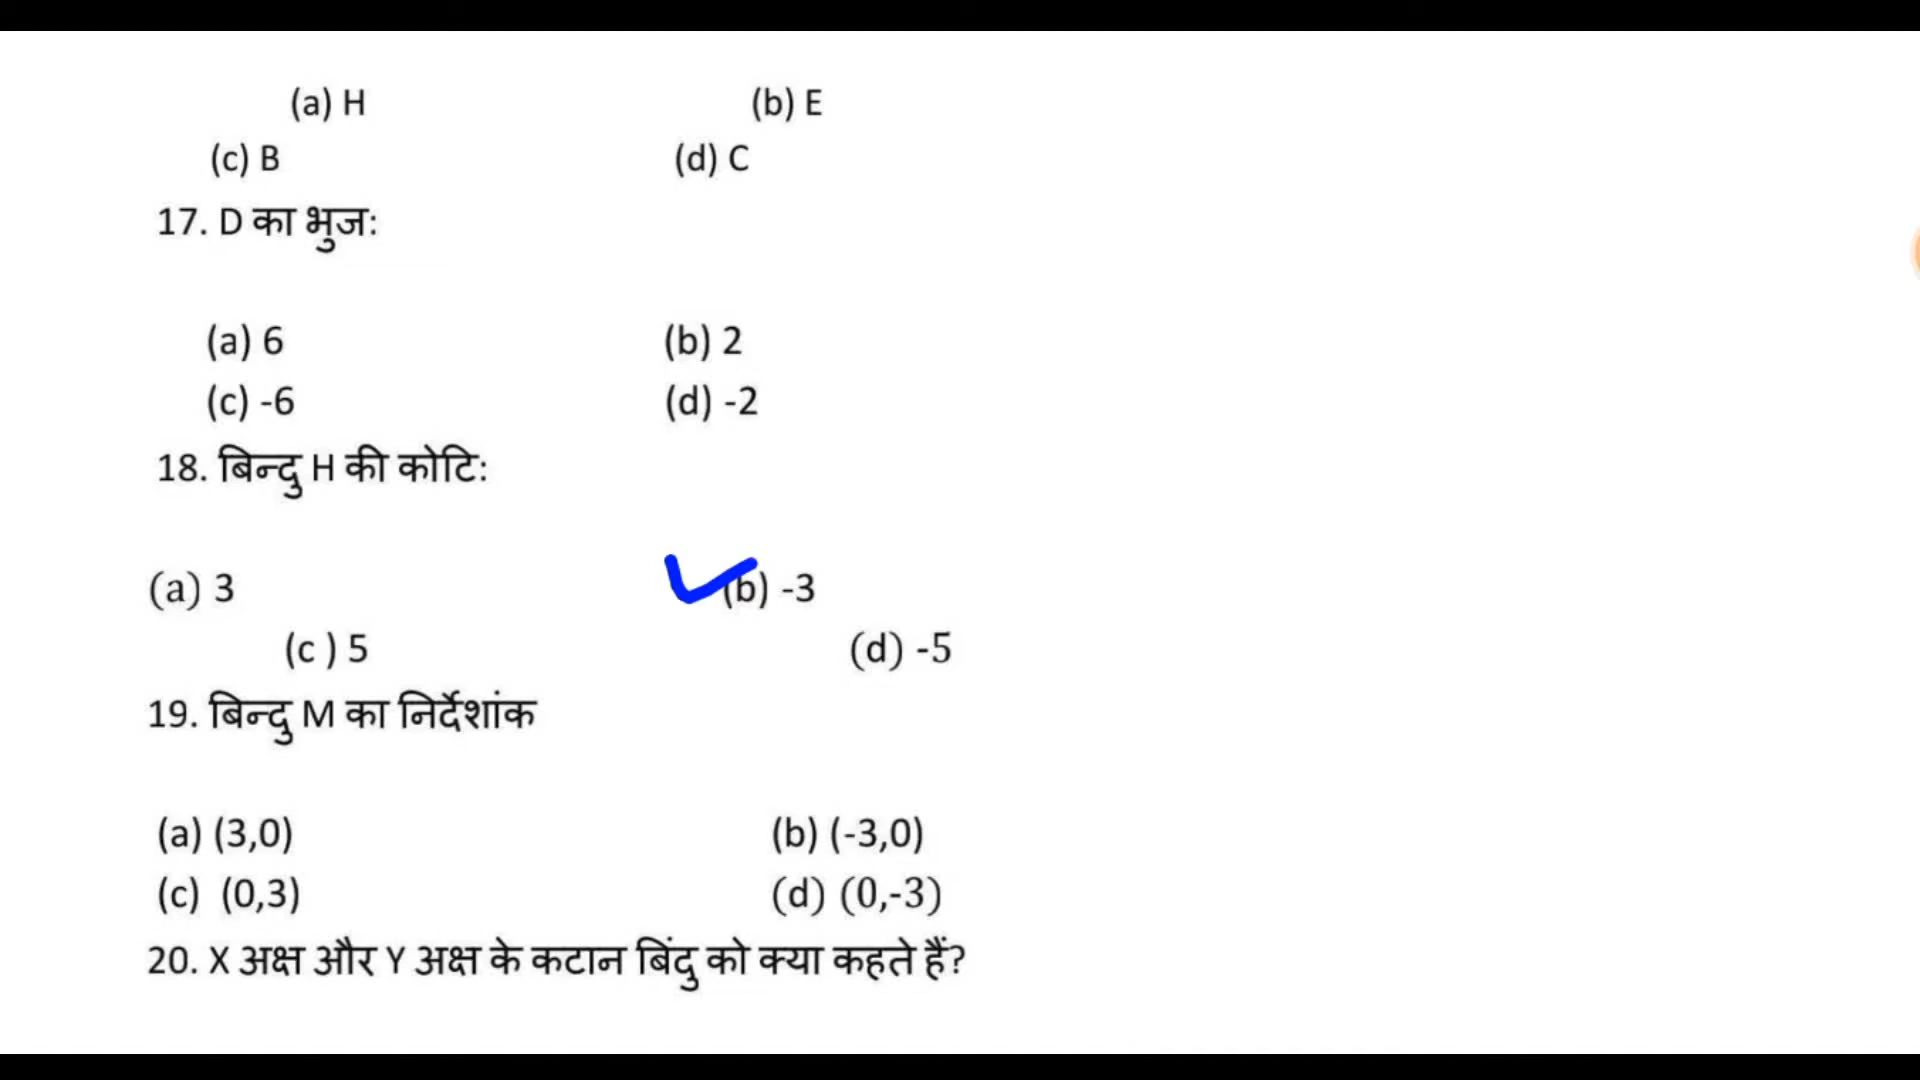 (a) H (b) E
(c) B (d) C
17. D का भुज:
(a) 6 (b) 2
(c) -6 (d) -2
18. बिन्दु H की कोटि:
(a) 3 (b) -3
(c ) 5 (d) -5
19. बिन्दु M का निर्देशांक
(a) (3,0) (b) (-3,0)
(c) (0,3) (d) (0,-3)
20. X अक्ष और Y अक्ष के कटान बिंदु को क्या कहते हैं?